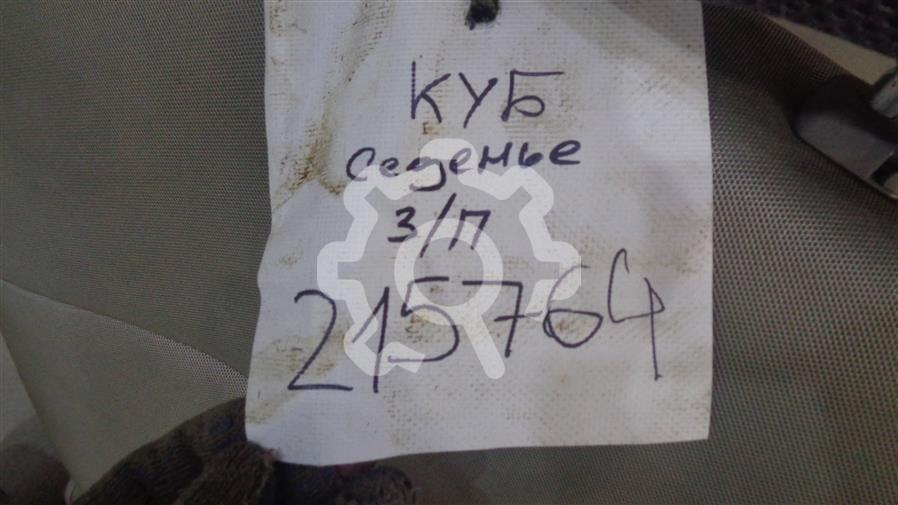 КУБ
седенье
з/п
215764